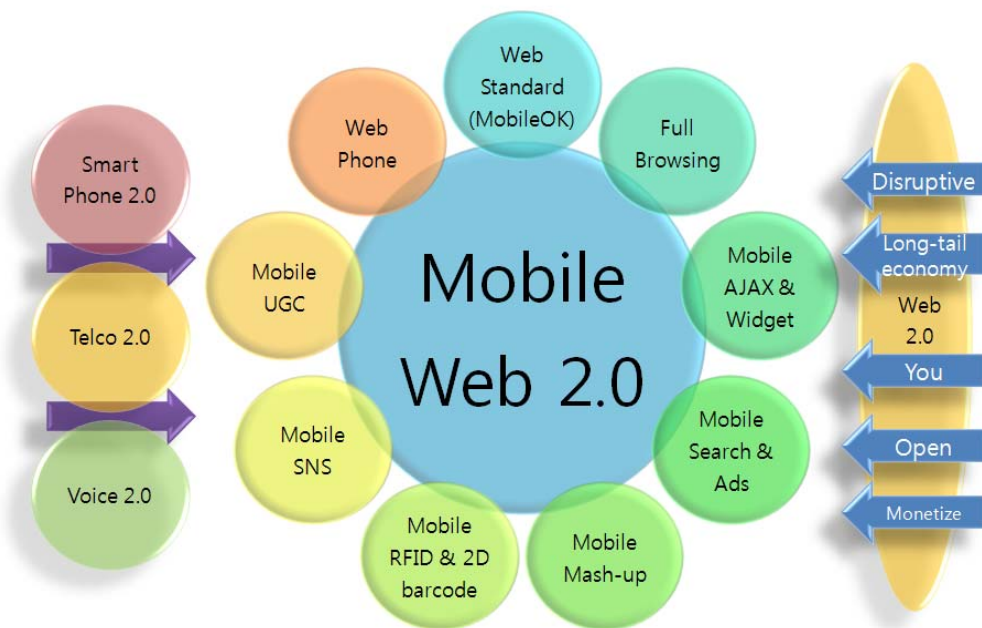 Smart
Phone 2.0
Telco 2.0
Voice 2.0
Mobile
Web 2.0
Web
Standard
(MobileOK)
Full
Browsing
Mobile
AJAX &
Widget
Mobile
Search &
Ads
Mobile
Mash-up
Mobile
RFID & 2D
barcode
Mobile
SNS
Mobile
UGC
Web
Phone
Disruptive
Long-tail
economy
Web
2.0
You
Open
Monetize